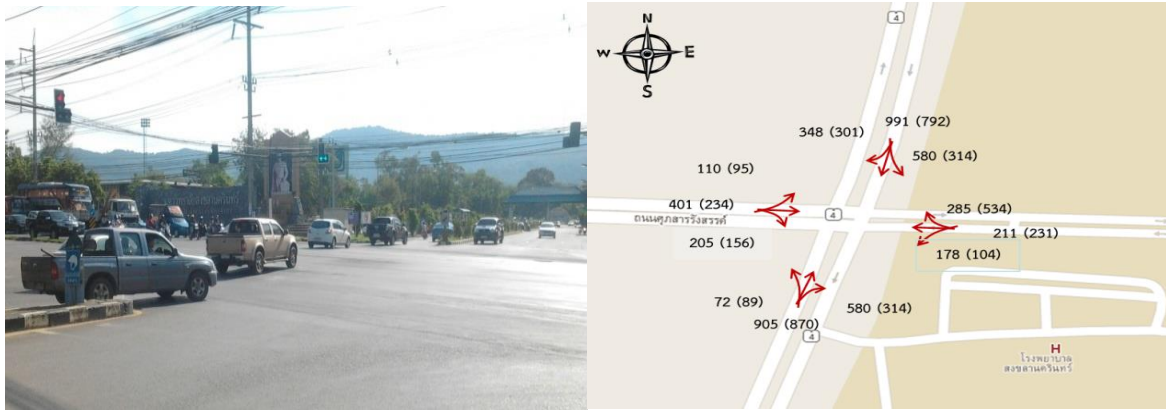 N
W E
S
4
991 (792)
348 (301)
580 (314)
110 (95)
401 (234)
4
285 (534)
ถนนศุภสารรังสรรค์
211 (231)
205 (156)
178 (104)
72 (89)
580 (314)
905 (870)
4
H
โรงพยาบาล
สงขลานครินทร์